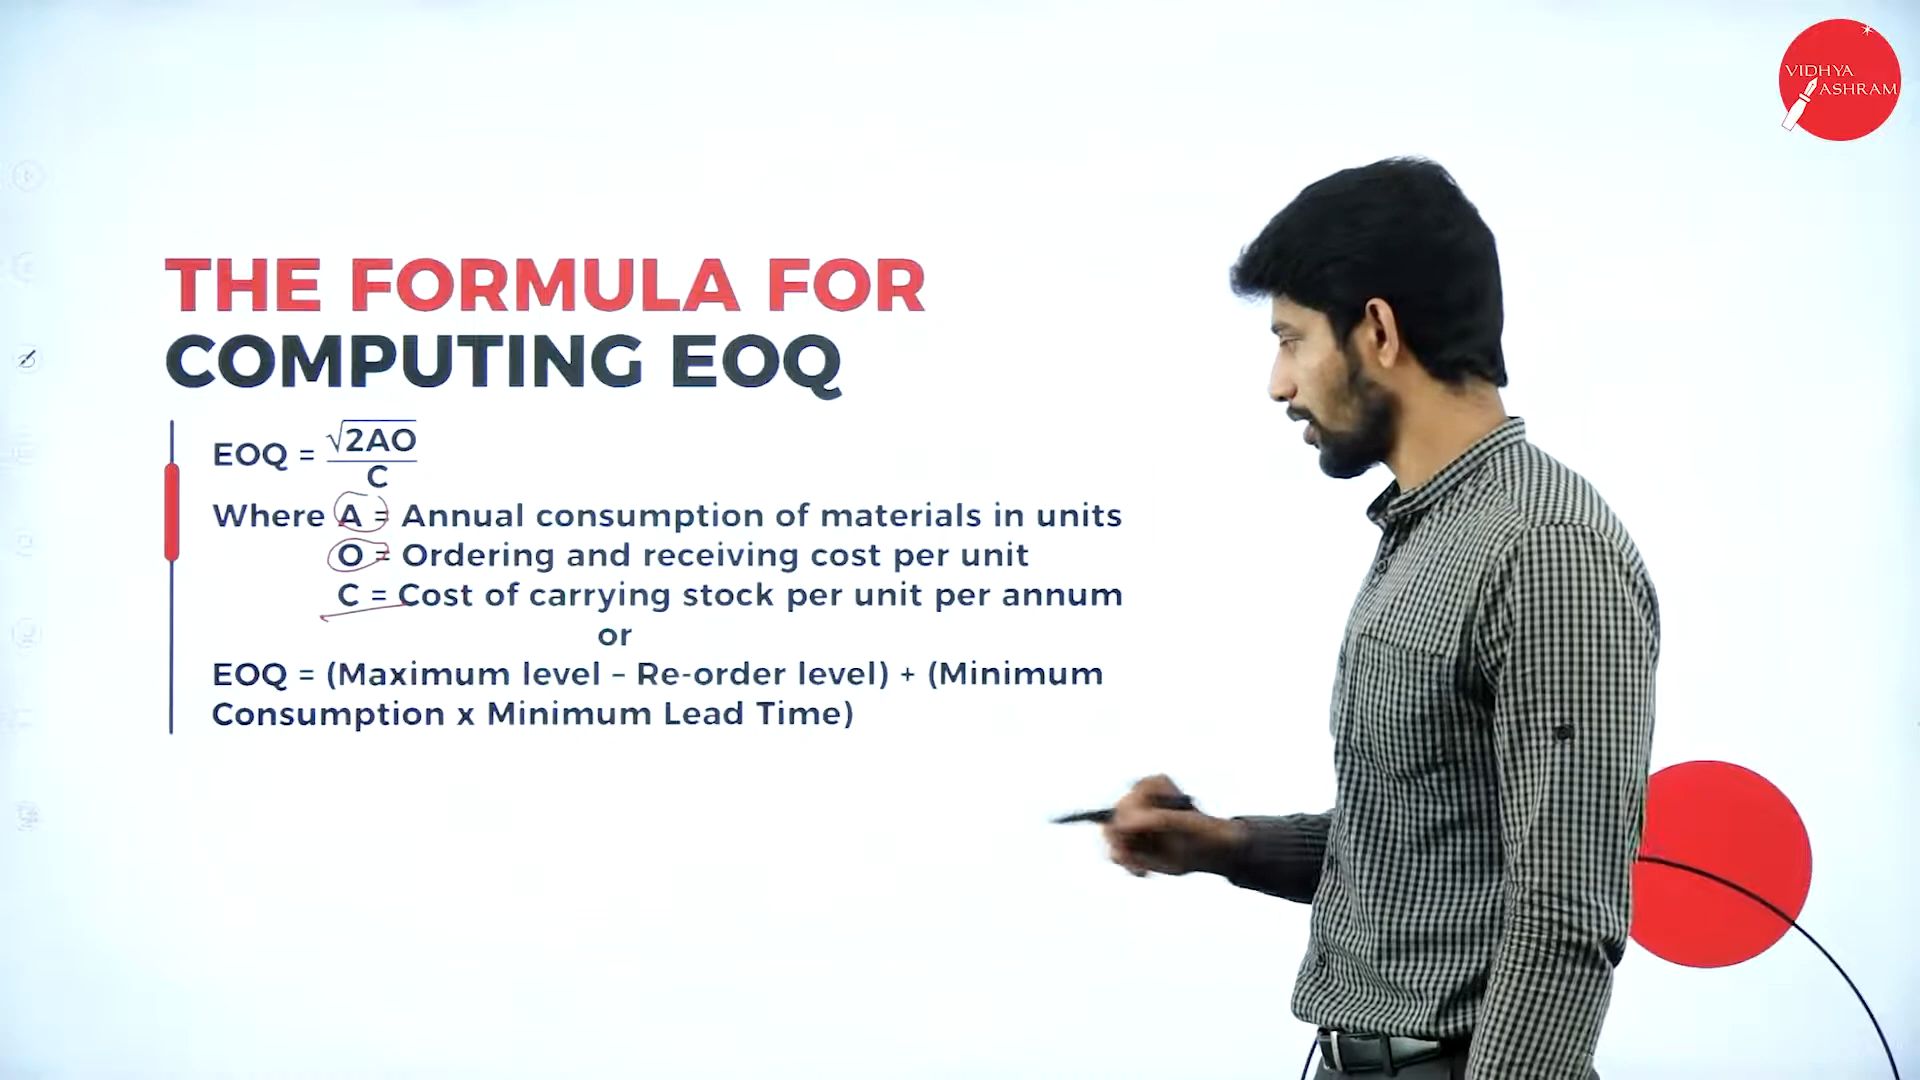 VIDHYA
ASHRAM
THE FORMULA FOR
COMPUTING EOQ
EOQ = √2AO
C
Where A = Annual consumption of materials in units
O = Ordering and receiving cost per unit
C = Cost of carrying stock per unit per annum
or
EOQ = (Maximum level – Re-order level) + (Minimum
Consumption x Minimum Lead Time)